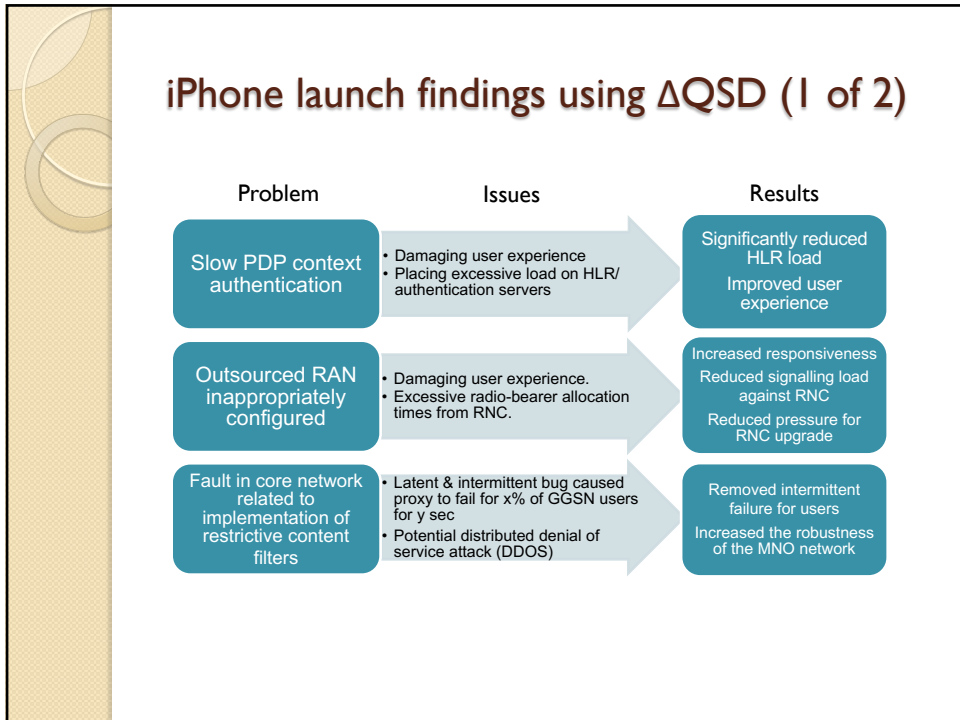 iPhone launch findings using ΔQSD (1 of 2)
Problem
Issues
Results
Slow PDP context
authentication
• Damaging user experience
• Placing excessive load on HLR/
authentication servers
Significantly reduced
HLR load
Improved user
experience
Outsourced RAN
inappropriately
configured
• Damaging user experience.
• Excessive radio-bearer allocation
times from RNC.
Increased responsiveness
Reduced signalling load
against RNC
Reduced pressure for
RNC upgrade
Fault in core network
related to
implementation of
restrictive content
filters
• Latent & intermittent bug caused
proxy to fail for x% of GGSN users
for y sec
• Potential distributed denial of
service attack (DDOS)
Removed intermittent
failure for users
Increased the robustness
of the MNO network